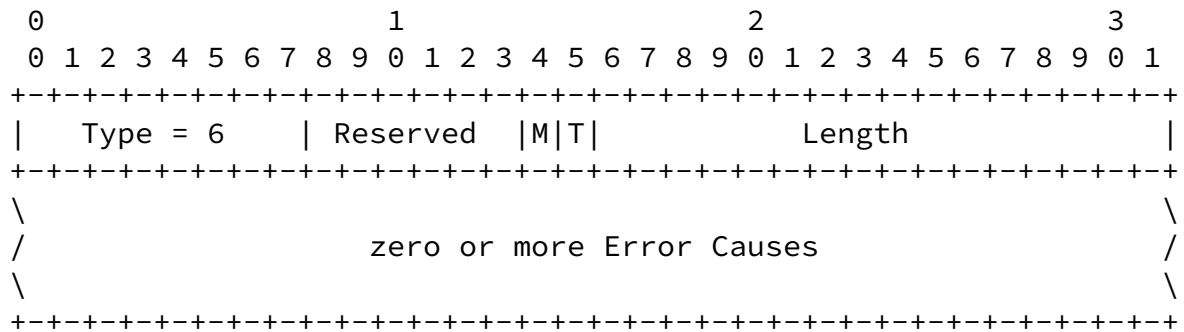 0                   1                   2                   3
 0 1 2 3 4 5 6 7 8 9 0 1 2 3 4 5 6 7 8 9 0 1 2 3 4 5 6 7 8 9 0 1
+-+-+-+-+-+-+-+-+-+-+-+-+-+-+-+-+-+-+-+-+-+-+-+-+-+-+-+-+-+-+-+-+
|   Type = 6    | Reserved  |M|T|           Length              |
+-+-+-+-+-+-+-+-+-+-+-+-+-+-+-+-+-+-+-+-+-+-+-+-+-+-+-+-+-+-+-+-+
\                                                               \
/                   zero or more Error Causes                   /
\                                                               \
+-+-+-+-+-+-+-+-+-+-+-+-+-+-+-+-+-+-+-+-+-+-+-+-+-+-+-+-+-+-+-+-+